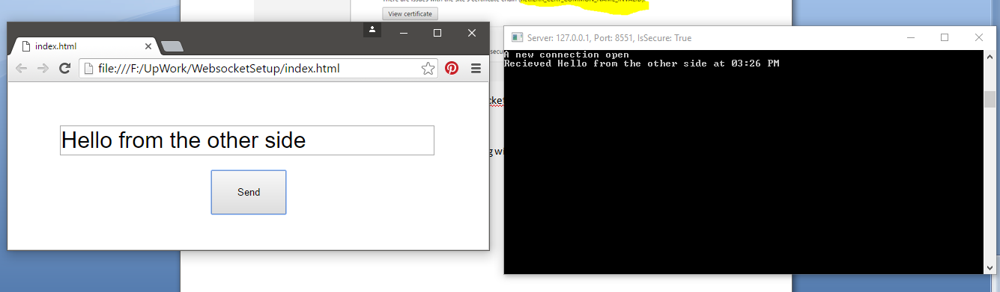 There are issues with the site's certificate chain (net::ERR_CERT_COMMON_NAME_INVALID).
View certificate
index.html
file:///F:/UpWork/WebsocketSetup/index.html
Hello from the other side
Send
Server: 127.0.0.1, Port: 8551, IsSecure: True
A new connection open
Recieved Hello from the other side at 03:26 PM